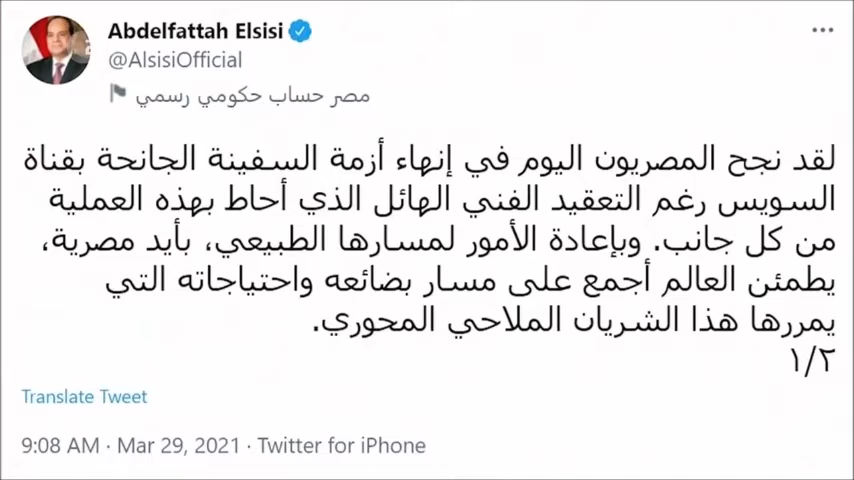 Abdelfattah Elsisi
@AlsisiOfficial
مصر حساب حكومي رسمي
لقد نجح المصريون اليوم في إنهاء أزمة السفينة الجانحة بقناة
السويس رغم التعقيد الفني الهائل الذي أحاط بهذه العملية
من كل جانب. وبإعادة الأمور لمسارها الطبيعي، بأيد مصرية،
يطمئن العالم أجمع على مسار بضائعه واحتياجاته التي
يمررها هذا الشريان الملاحي المحوري.
١/٢
Translate Tweet
9:08 AM · Mar 29, 2021 · Twitter for iPhone